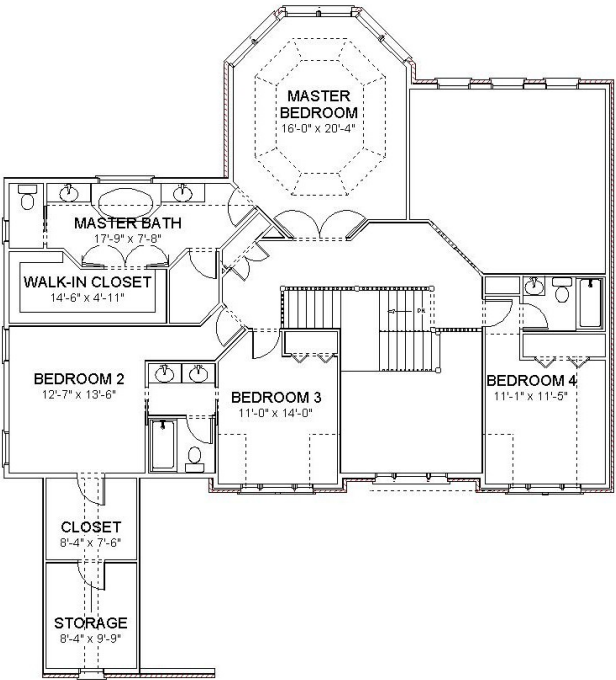 MASTER
BEDROOM
16'-0" x 20'-4"
MASTER BATH
17'-9" x 7'-8"
WALK-IN CLOSET
14'-6" x 4'-11"
BEDROOM 2
12'-7" x 13'-6"
BEDROOM 3
11'-0" x 14'-0"
BEDROOM 4
11'-1" x 11'-5"
CLOSET
8'-4" x 7'-6"
STORAGE
8'-4" x 9'-9"